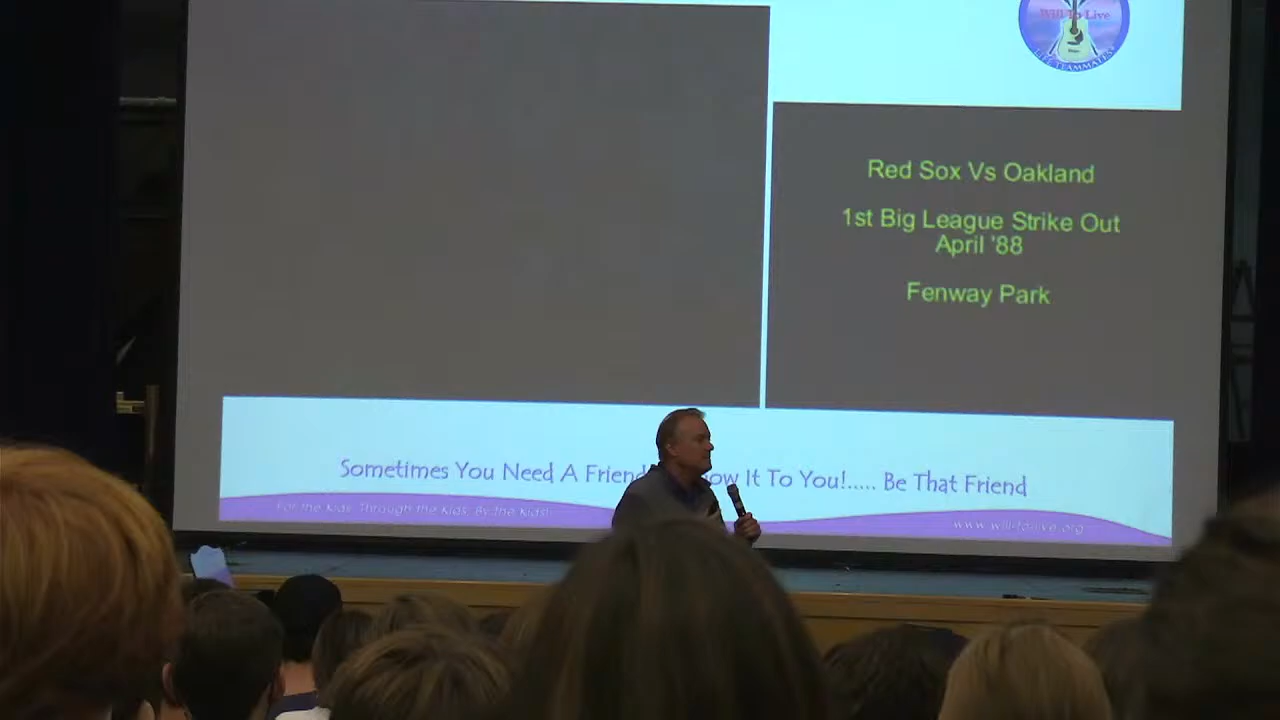 Will To Live
LIFE TEAMMATES
Red Sox Vs Oakland
1st Big League Strike Out
April '88
Fenway Park
Sometimes You Need A Friend ow It To You!..... Be That Friend
For the Kids, Through the Kids, By the Kids!
www.will-to-live.org